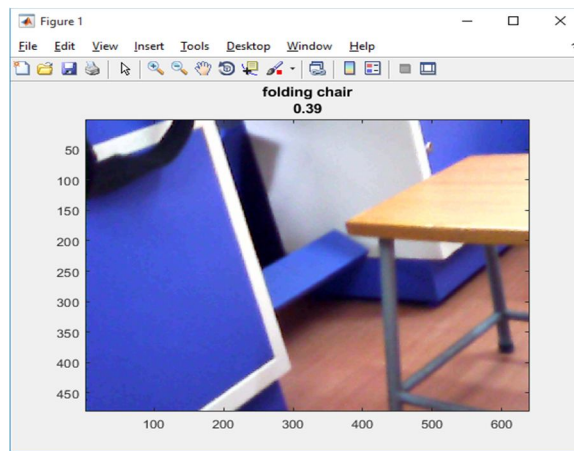 Figure 1
File Edit View Insert Tools Desktop Window Help
folding chair
0.39
50
100
150
200
250
300
350
400
450
100 200 300 400 500 600